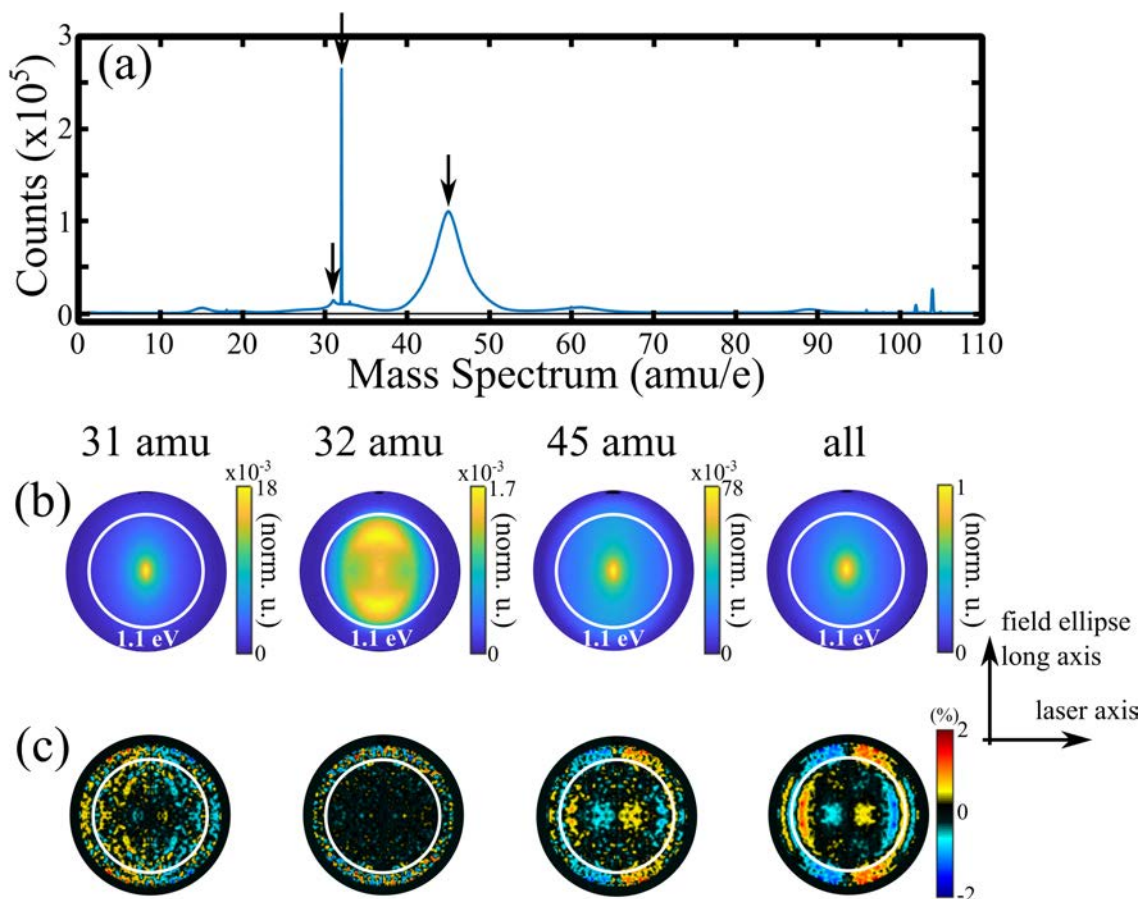 (a)
Counts (x10⁵)
3
2
1
0
0 10 20 30 40 50 60 70 80 90 100 110
Mass Spectrum (amu/e)
31 amu 32 amu 45 amu all
(b)
x10⁻³
18
(norm. u.)
0
1.1 eV
x10⁻³
1.7
(norm. u.)
0
1.1 eV
x10⁻³
78
(norm. u.)
0
1.1 eV
1
(norm. u.)
0
1.1 eV
field ellipse
long axis
laser axis
(c)
(%)
2
0
-2